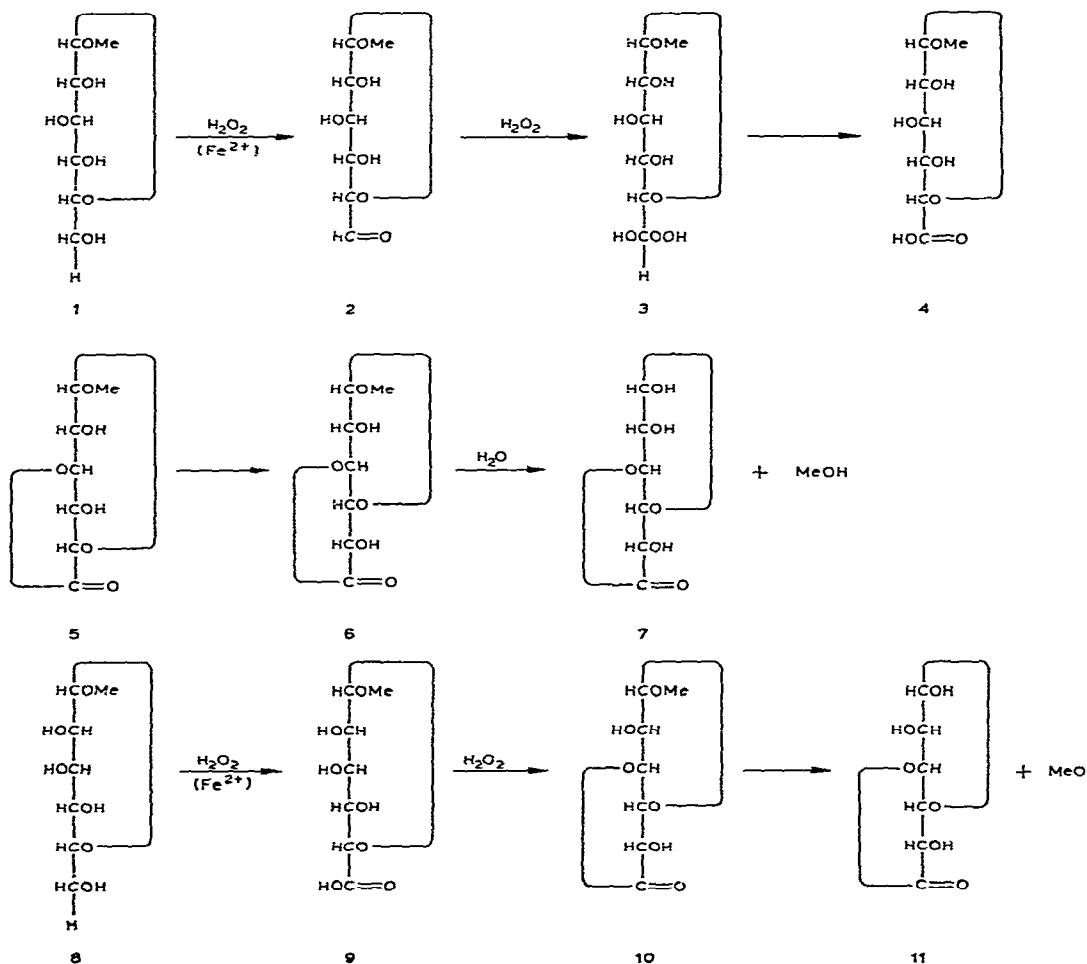 HCOMe HCOMe HCOMe HCOMe
HCOH HCOH HCOH HCOH
HOCH H₂O₂ HOCH H₂O₂ HOCH HOCH
(Fe²⁺)
HCOH HCOH HCOH HCOH
HCO HCO HCO HCO
HCOH HC=O HOCOOH HOC=O
H H
1 2 3 4
HCOMe HCOMe HCOH
HCOH HCOH HCOH
OCH OCH H₂O OCH + MeOH
HCOH HCO HCO
HCO HCOH HCOH
C=O C=O C=O
5 6 7
HCOMe HCOMe HCOMe HCOH
HOCH HOCH HOCH HOCH
HOCH H₂O₂ HOCH H₂O₂ OCH OCH + MeO
(Fe²⁺)
HCOH HCOH HCO HCO
HCO HCO HCOH HCOH
HCOH HOC=O C=O C=O
H
8 9 10 11